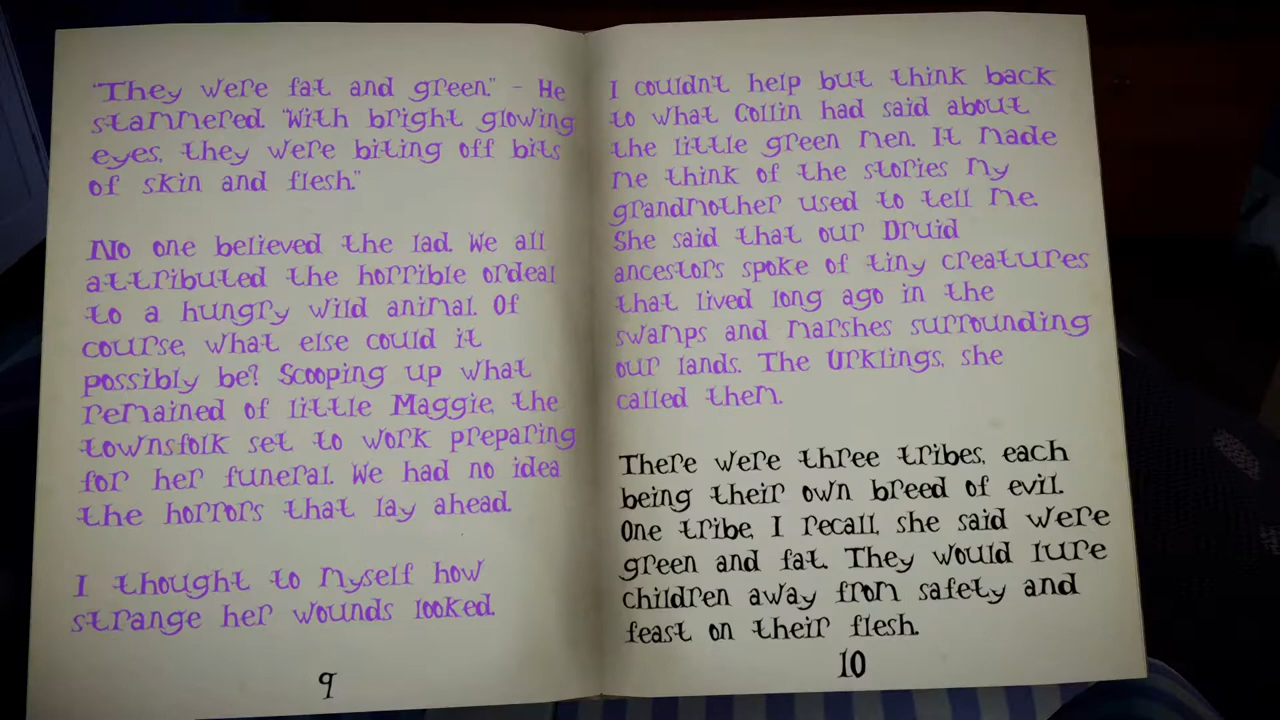 "They were fat and green." - He
stammered. "With bright glowing
eyes, they were biting off bits
of skin and flesh."
No one believed the lad. We all
attributed the horrible ordeal
to a hungry wild animal. Of
course, what else could it
possibly be? Scooping up what
remained of little Maggie, the
townsfolk set to work preparing
for her funeral. We had no idea
the horrors that lay ahead.
I thought to myself how
strange her wounds looked.
9
I couldn't help but think back
to what Collin had said about
the little green men. It made
me think of the stories my
grandmother used to tell me.
She said that our Druid
ancestors spoke of tiny creatures
that lived long ago in the
swamps and marshes surrounding
our lands. The Urklings, she
called them.
There were three tribes, each
being their own breed of evil.
One tribe, I recall, she said were
green and fat. They would lure
children away from safety and
feast on their flesh.
10